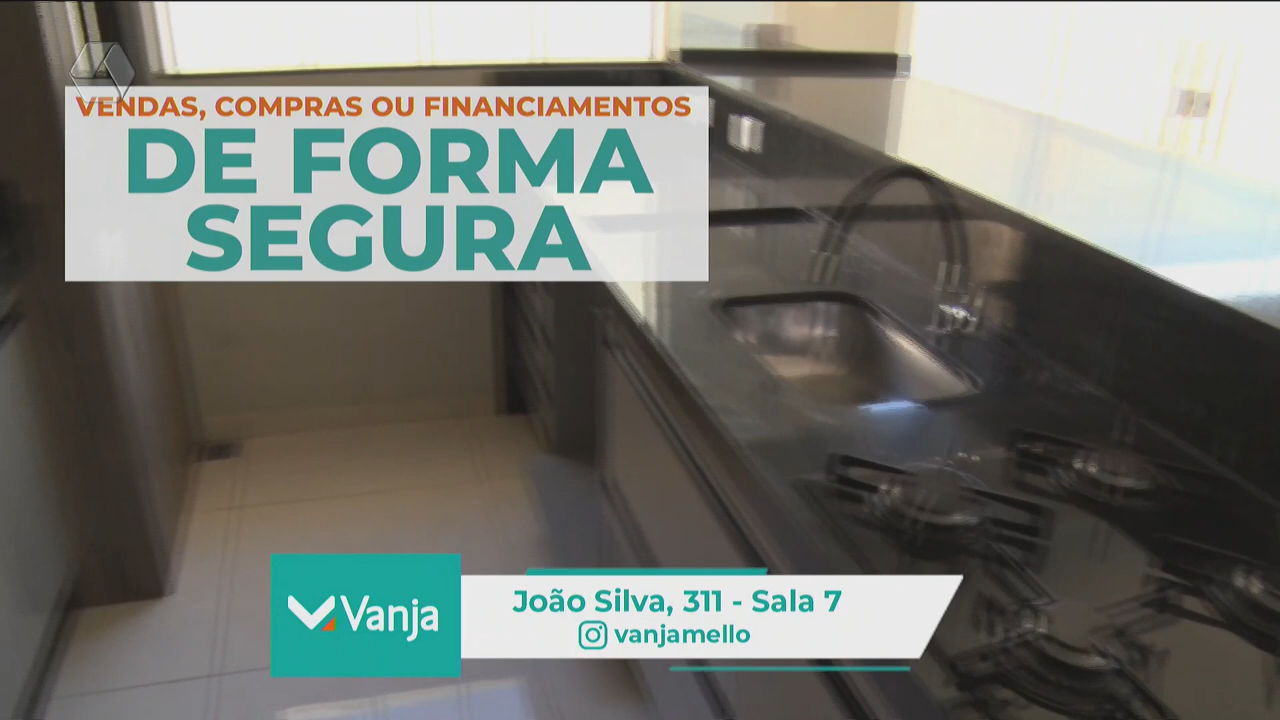 VENDAS, COMPRAS OU FINANCIAMENTOS
DE FORMA
SEGURA
Vanja
João Silva, 311 - Sala 7
vanjamello